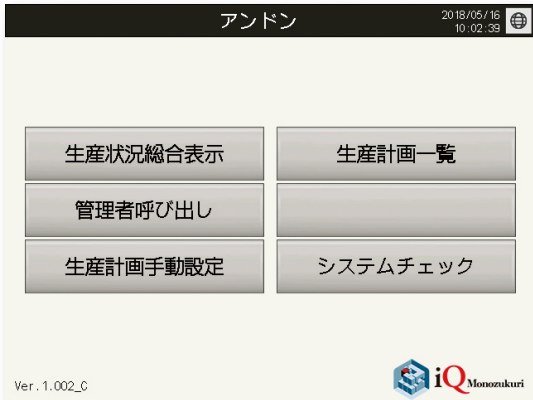 アンドン
2018/05/16
10:02:39
生産状況総合表示
生産計画一覧
管理者呼び出し
生産計画手動設定
システムチェック
Ver.1.002_C
iQ Monozukuri